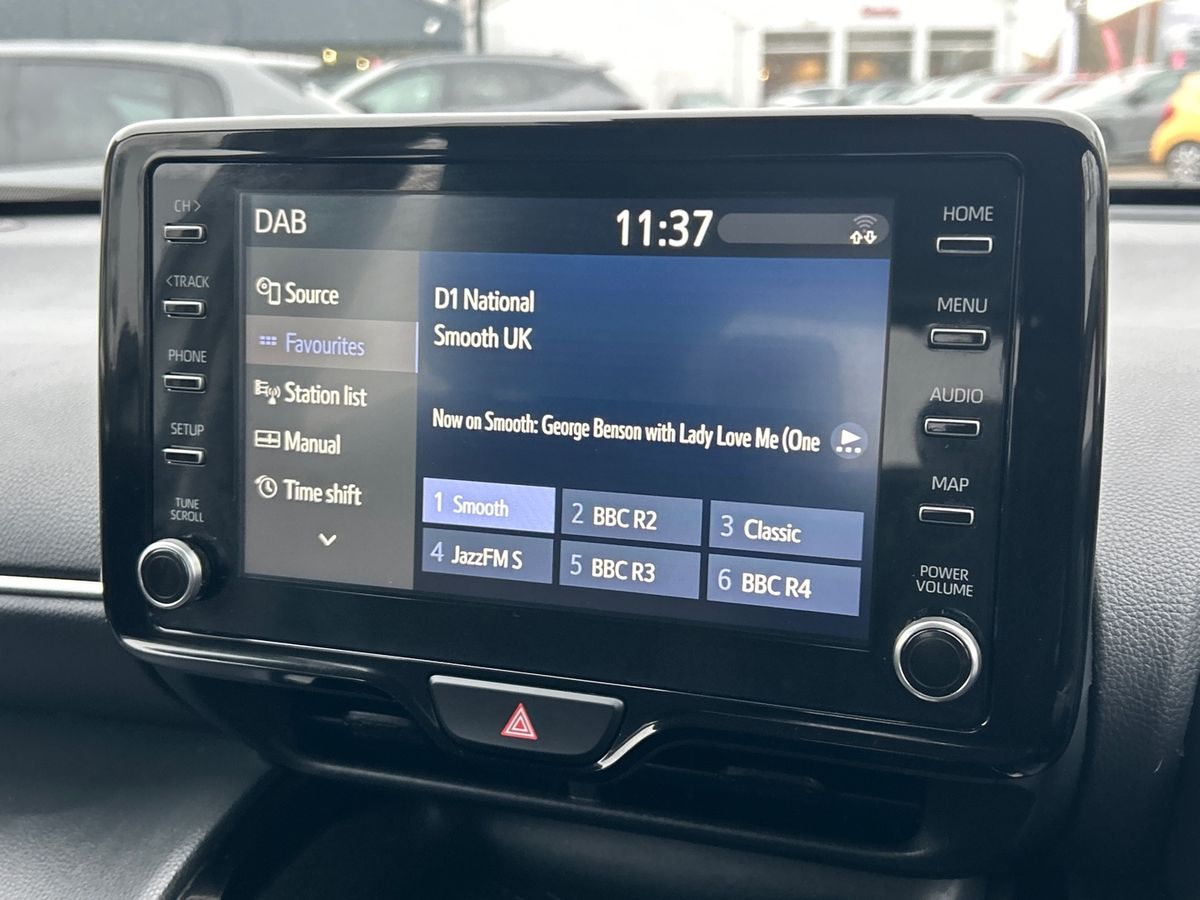 CH>
<TRACK
PHONE
SETUP
TUNE
SCROLL
DAB
11:37
Source
Favourites
Station list
Manual
Time shift
D1 National
Smooth UK
Now on Smooth: George Benson with Lady Love Me (One
1 Smooth
2 BBC R2
3 Classic
4 JazzFM S
5 BBC R3
6 BBC R4
HOME
MENU
AUDIO
MAP
POWER
VOLUME